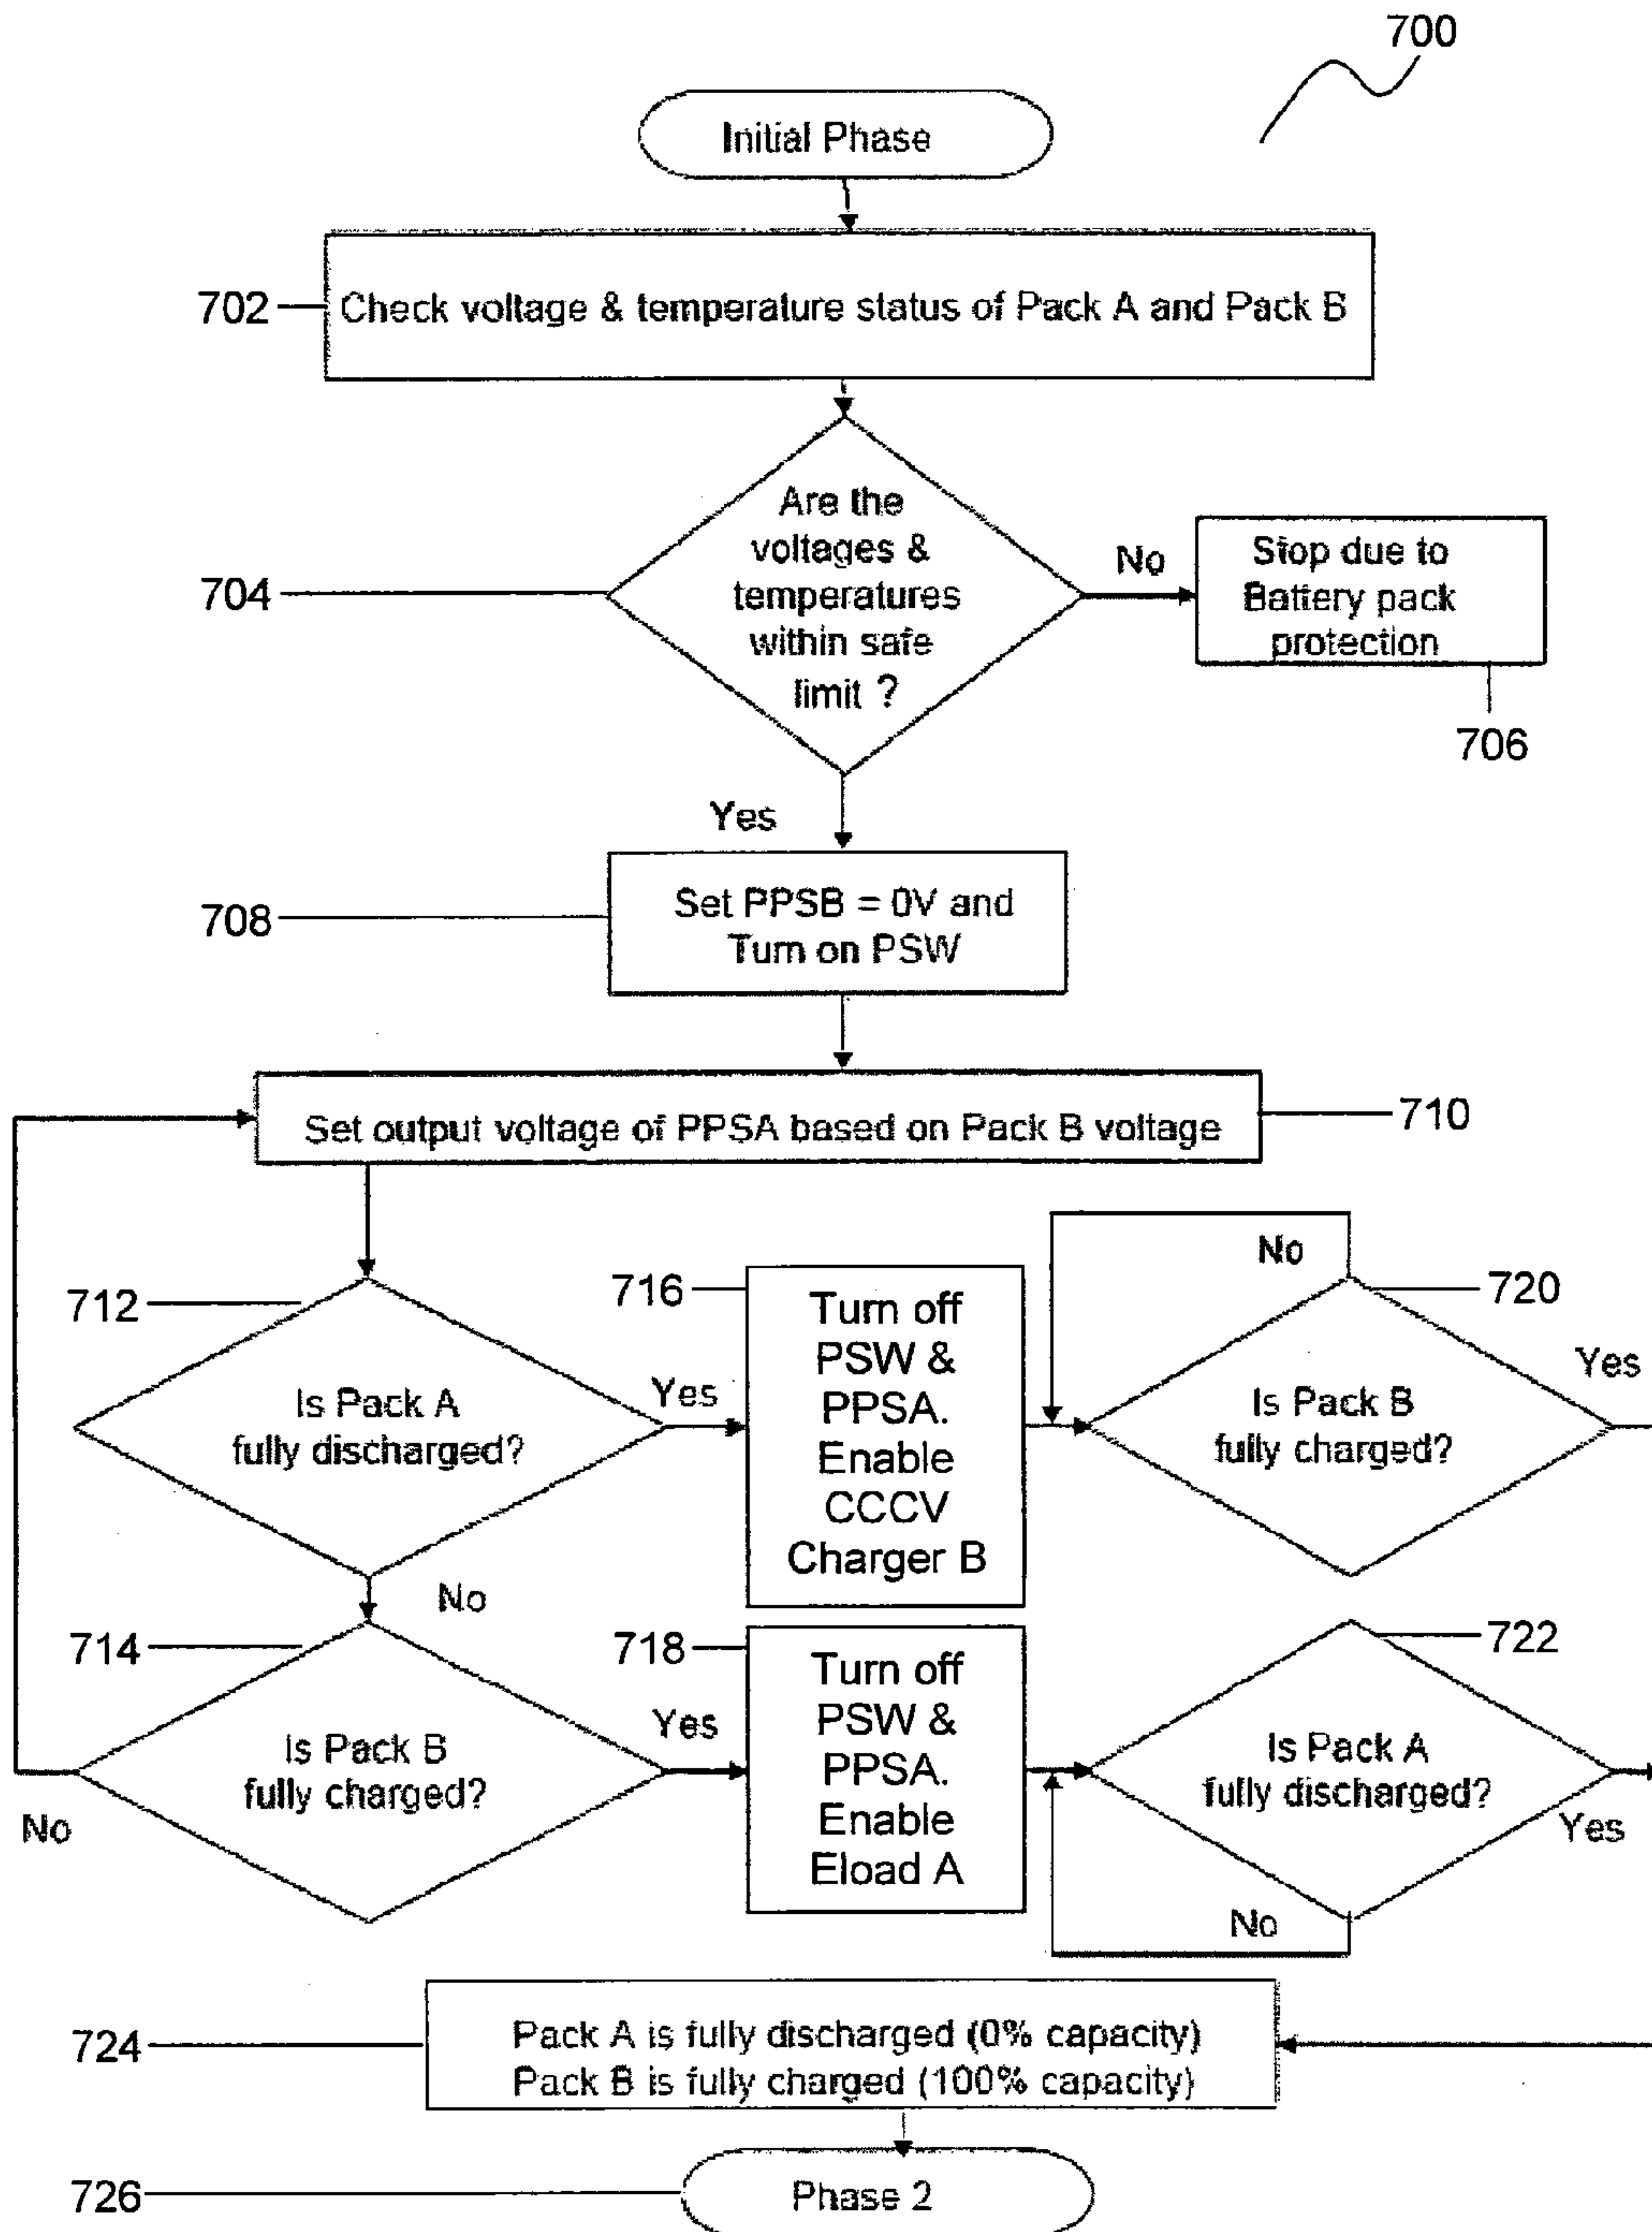 700
Initial Phase
702
Check voltage & temperature status of Pack A and Pack B
704
Are the
voltages &
temperatures
within safe
limit ?
No
Stop due to
Battery pack
protection
706
Yes
708
Set PPSB = 0V and
Turn on PSW
Set output voltage of PPSA based on Pack B voltage
710
712
Is Pack A
fully discharged?
Yes
No
716
Turn off
PSW &
PPSA.
Enable
CCCV
Charger B
No
720
Is Pack B
fully charged?
Yes
714
Is Pack B
fully charged?
Yes
No
718
Turn off
PSW &
PPSA.
Enable
Eload A
722
Is Pack A
fully discharged?
Yes
No
724
Pack A is fully discharged (0% capacity)
Pack B is fully charged (100% capacity)
726
Phase 2